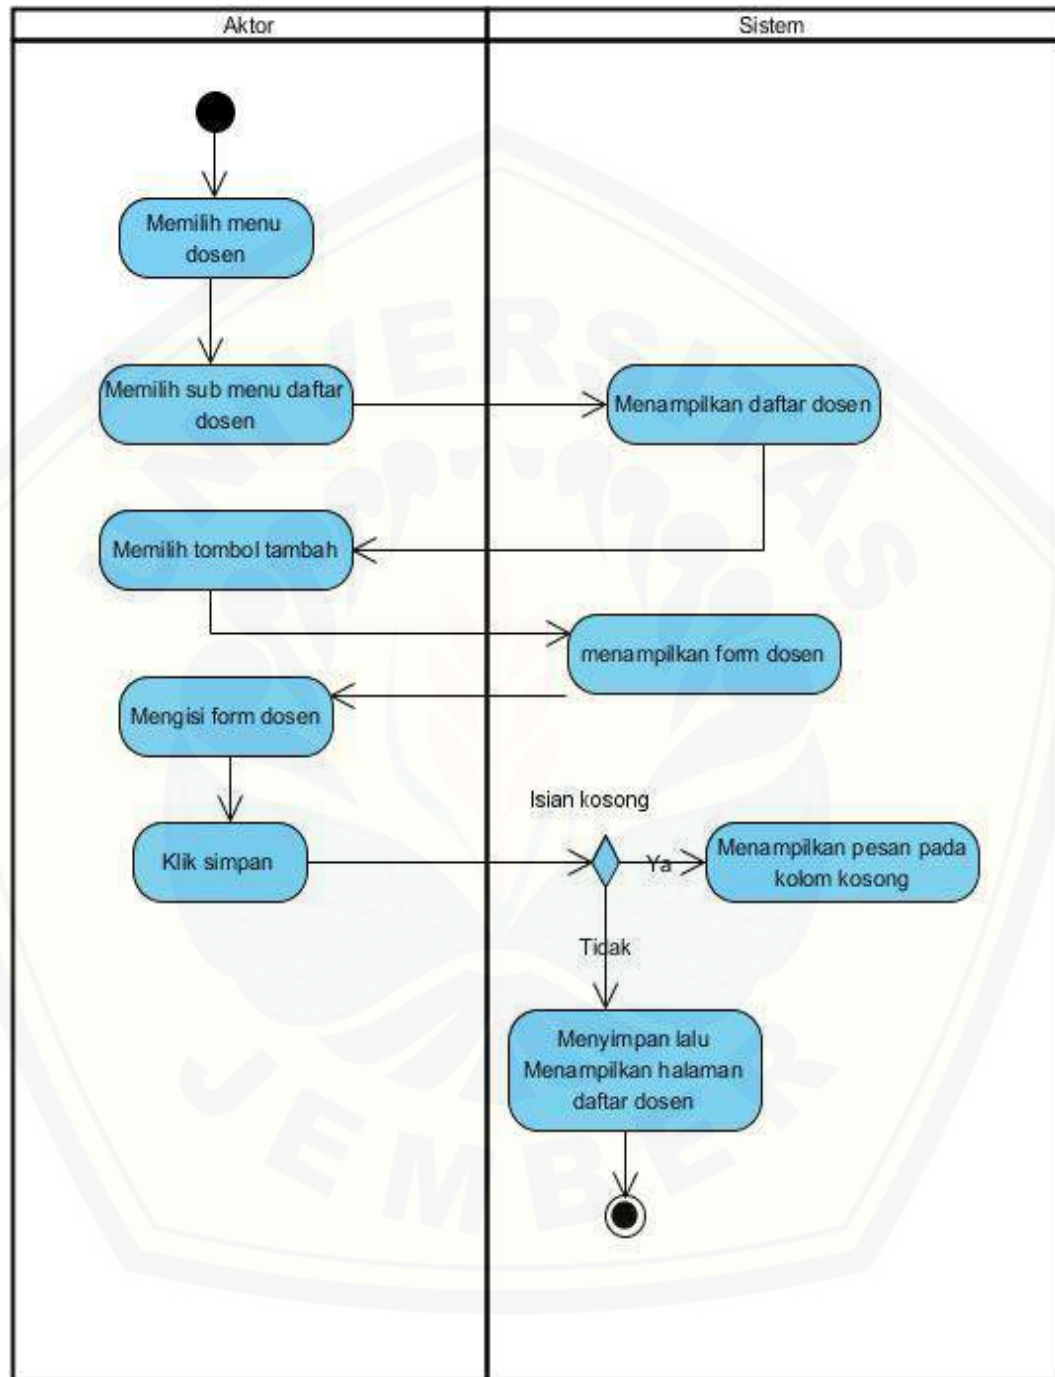 Aktor
Sistem
Memilih menu
dosen
Memilih sub menu daftar
dosen
Menampilkan daftar dosen
Memilih tombol tambah
menampilkan form dosen
Mengisi form dosen
Isian kosong
Klik simpan
Ya
Menampilkan pesan pada
kolom kosong
Tidak
Menyimpan lalu
Menampilkan halaman
daftar dosen
UNIVERSITAS
JEMBER